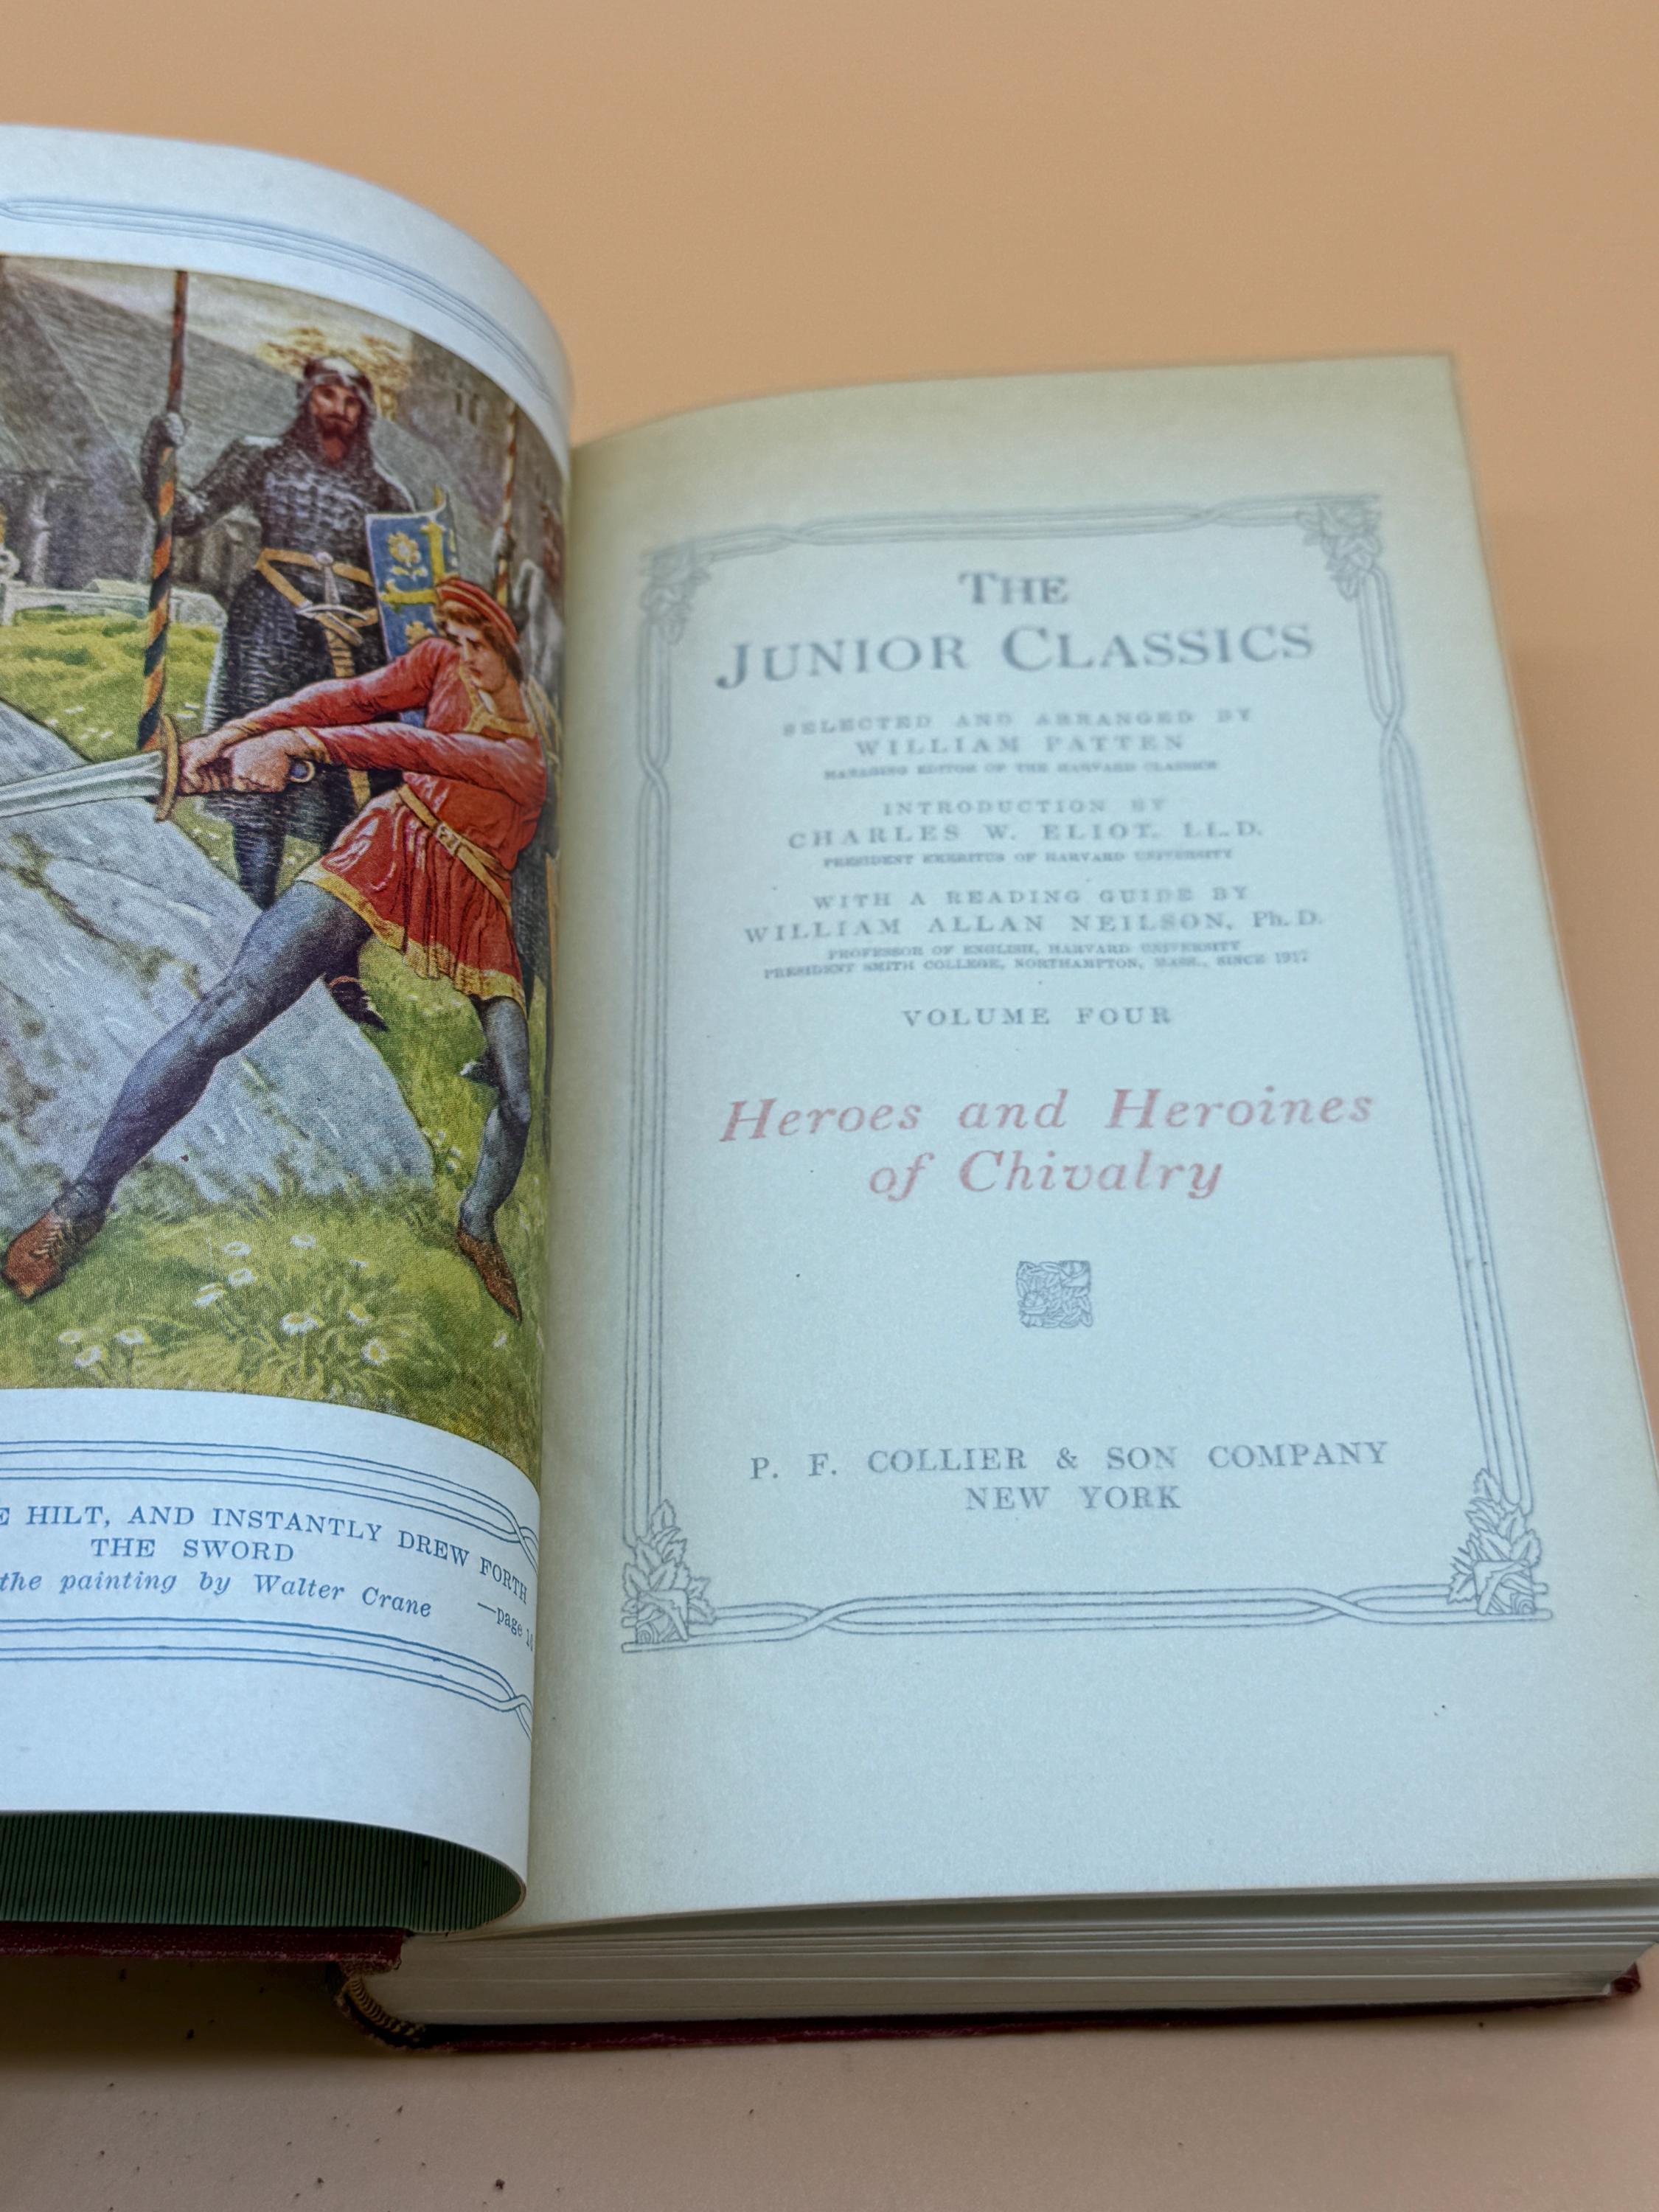 E HILT, AND INSTANTLY DREW FORTH
THE SWORD
the painting by Walter Crane
—page
THE
JUNIOR CLASSICS
SELECTED AND ARRANGED BY
WILLIAM PATTEN
MANAGING EDITOR OF THE HARVARD CLASSICS
INTRODUCTION BY
CHARLES W. ELIOT, LL.D.
PRESIDENT EMERITUS OF HARVARD UNIVERSITY
WITH A READING GUIDE BY
WILLIAM ALLAN NEILSON, Ph.D.
PROFESSOR OF ENGLISH, HARVARD UNIVERSITY
PRESIDENT SMITH COLLEGE, NORTHAMPTON, MASS., SINCE 1917
VOLUME FOUR
Heroes and Heroines
of Chivalry
P. F. COLLIER & SON COMPANY
NEW YORK